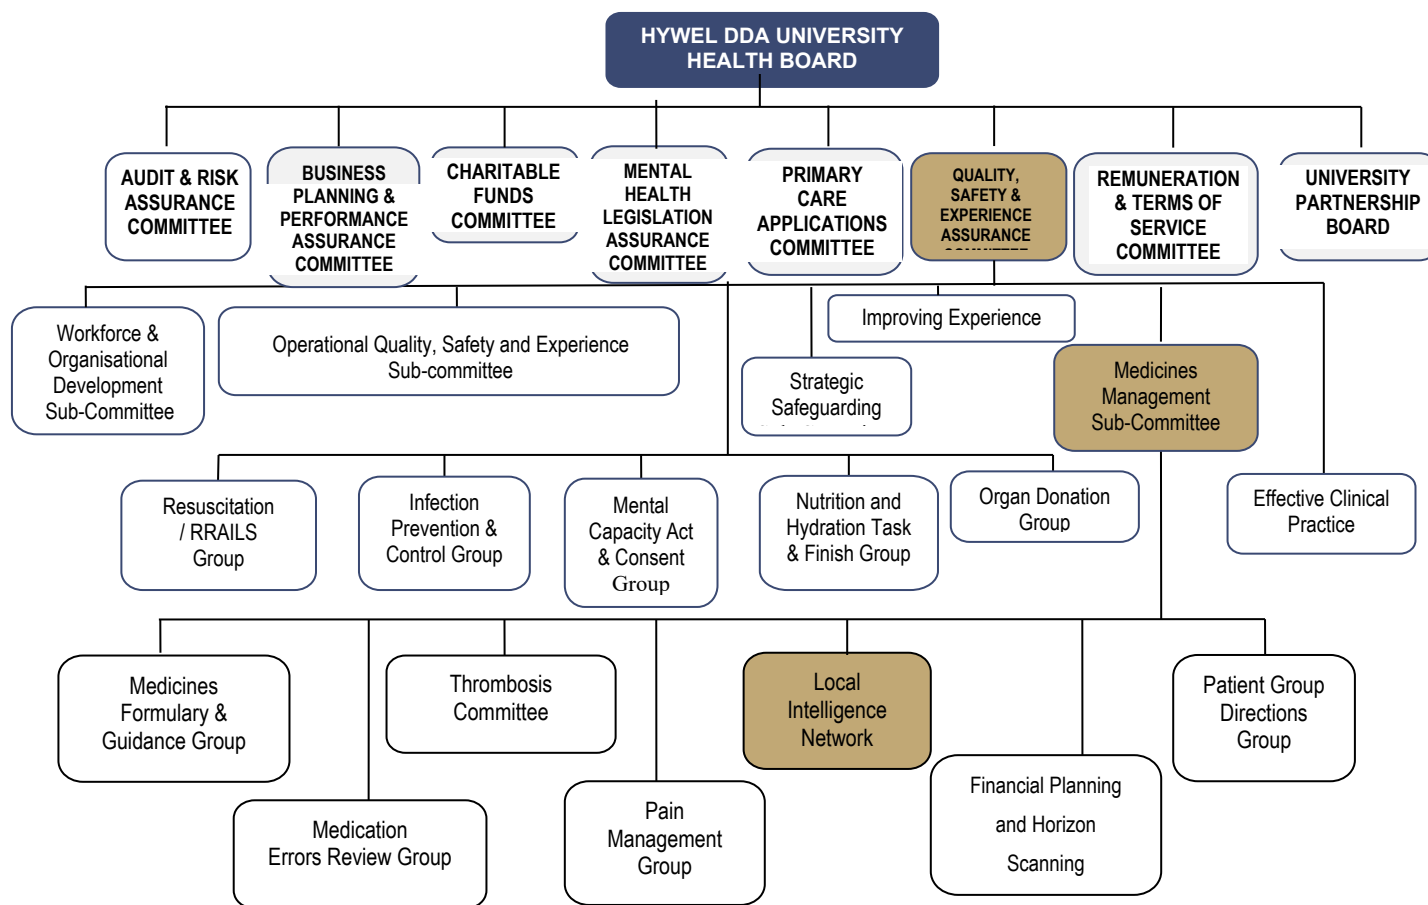 HYWEL DDA UNIVERSITY
HEALTH BOARD
AUDIT & RISK
ASSURANCE
COMMITTEE
BUSINESS
PLANNING &
PERFORMANCE
ASSURANCE
COMMITTEE
CHARITABLE
FUNDS
COMMITTEE
MENTAL
HEALTH
LEGISLATION
ASSURANCE
COMMITTEE
PRIMARY
CARE
APPLICATIONS
COMMITTEE
QUALITY,
SAFETY &
EXPERIENCE
ASSURANCE
COMMITTEE
REMUNERATION
& TERMS OF
SERVICE
COMMITTEE
UNIVERSITY
PARTNERSHIP
BOARD
Workforce &
Organisational
Development
Sub-Committee
Operational Quality, Safety and Experience
Sub-committee
Strategic
Safeguarding
Improving Experience
Medicines
Management
Sub-Committee
Resuscitation
/ RRAILS
Group
Infection
Prevention &
Control Group
Mental
Capacity Act
& Consent
Group
Nutrition and
Hydration Task
& Finish Group
Organ Donation
Group
Effective Clinical
Practice
Medicines
Formulary &
Guidance Group
Medication
Errors Review Group
Thrombosis
Committee
Pain
Management
Group
Local
Intelligence
Network
Financial Planning
and Horizon
Scanning
Patient Group
Directions
Group